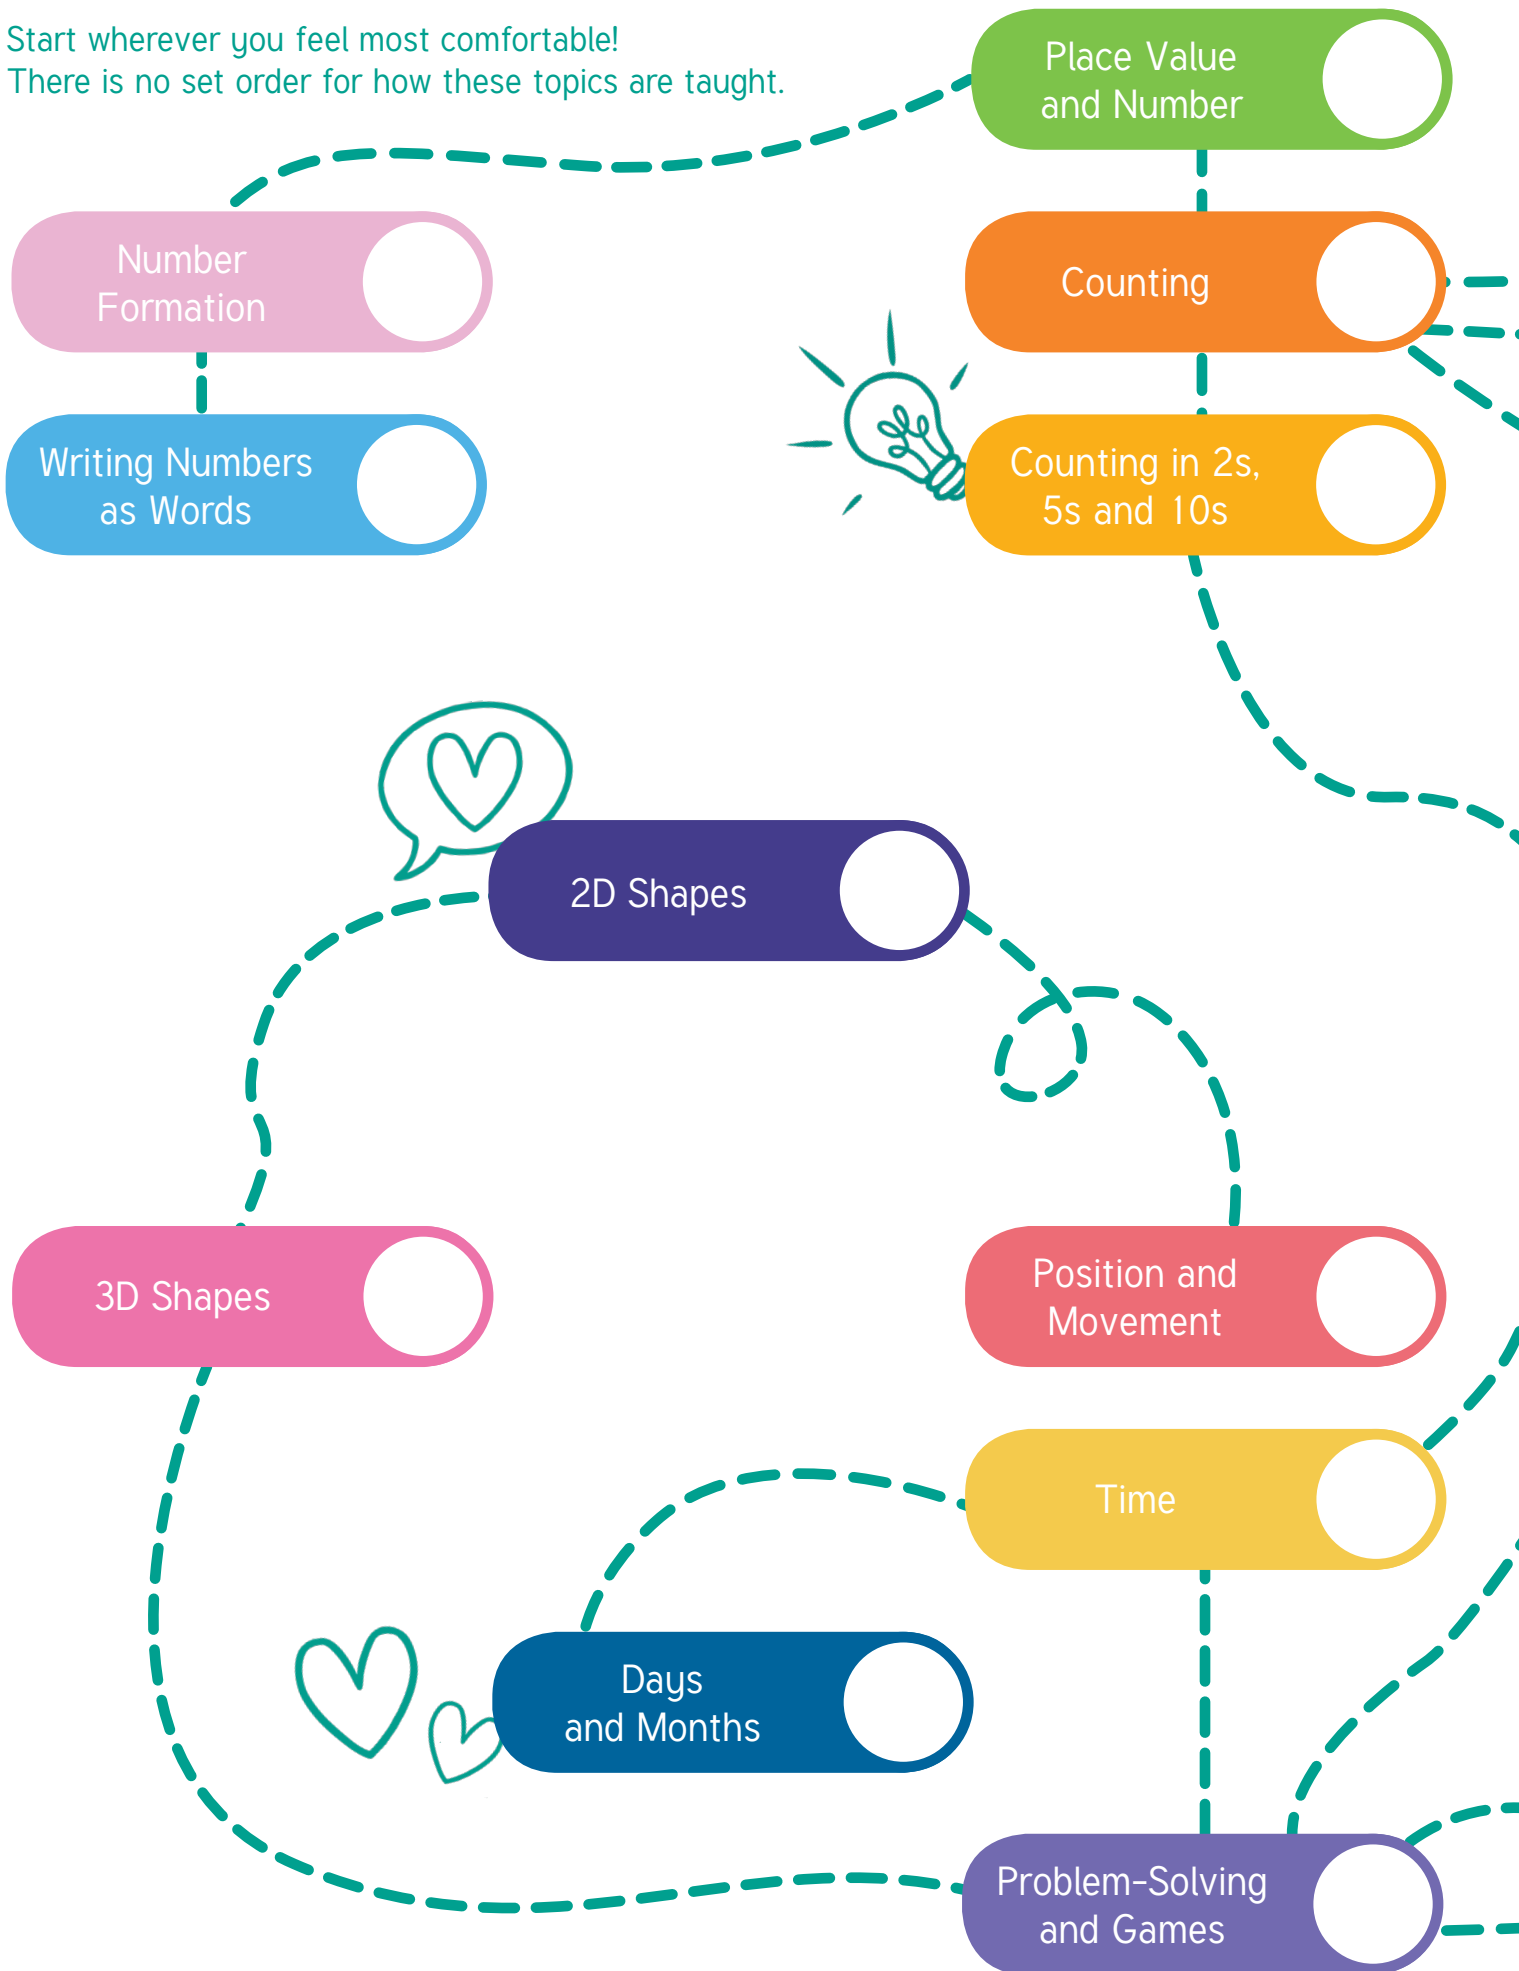 Start wherever you feel most comfortable!
There is no set order for how these topics are taught.
Place Value
and Number
Number
Formation
Counting
Writing Numbers
as Words
Counting in 2s,
5s and 10s
2D Shapes
3D Shapes
Position and
Movement
Time
Days
and Months
Problem-Solving
and Games